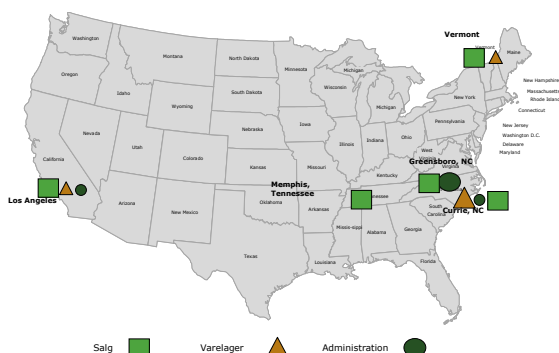 Vermont
Washington
Vermont
Maine
Montana
North Dakota
Minnesota
Michigan
Oregon
Idaho
South Dakota
Wisconsin
New Hampshire
Massachusetts
Rhode Island
Connecticut
Wyoming
Michigan
New York
Nebraska
Iowa
Pennsylvania
New Jersey
Washington D.C.
Delaware
Maryland
Nevada
Utah
Colorado
Illinois
Indiana
Ohio
California
Kansas
Missouri
West
Greensboro, NC
Virginia
Kentucky
Memphis,
Tennessee
Los Angeles
Arizona
New Mexico
Oklahoma
Arkansas
South
Carolina
Currie, NC
Missis-sippi
Alabama
Georgia
Texas
Louisiana
Florida
Salg
Varelager
Administration